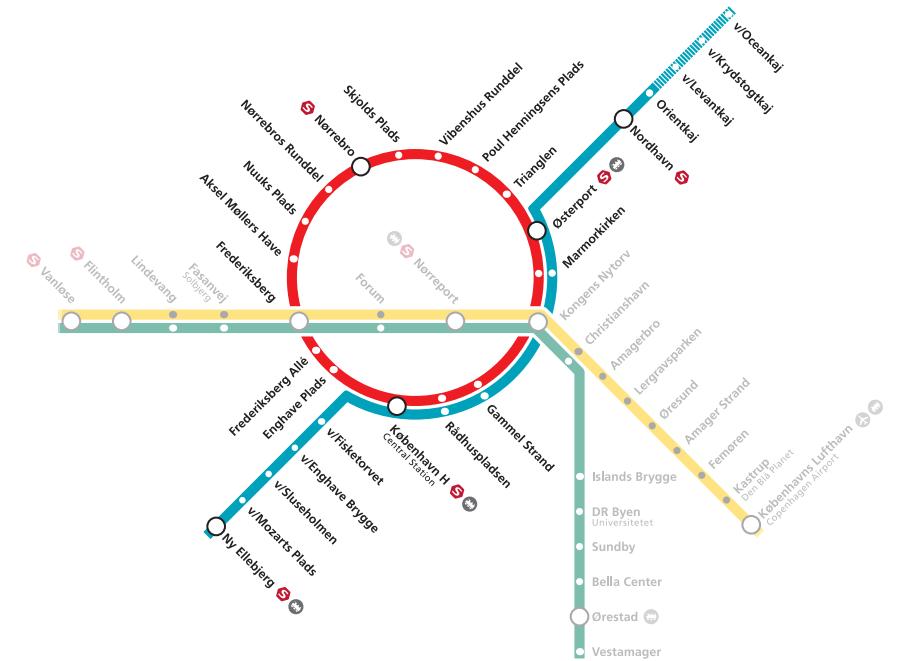 v/Oceankaj
v/Krydstogtkaj
v/Levantkaj
Orientkaj
Nordhavn
S
Østerport
S
Marmorkirken
Trianglen
Poul Henningsens Plads
Vibenshus Runddel
Skjolds Plads
S
Nørrebro
Nørrebros Runddel
Nuuks Plads
Aksel Møllers Have
Frederiksberg
S
Vanløse
S
Flintholm
Lindevang
Fasanvej
Solbjerg
Forum
S
Nørreport
Kongens Nytorv
Christianshavn
Amagerbro
Lergravsparken
Øresund
Amager Strand
Femøren
Kastrup
Den Blå Planet
Københavns Lufthavn
Copenhagen Airport
Frederiksberg Allé
Enghave Plads
København H
Central Station
S
Rådhuspladsen
Gammel Strand
v/Fisketorvet
v/Enghave Brygge
v/Sluseholmen
v/Mozarts Plads
Ny Ellebjerg
S
Islands Brygge
DR Byen
Universitetet
Sundby
Bella Center
Ørestad
Vestamager